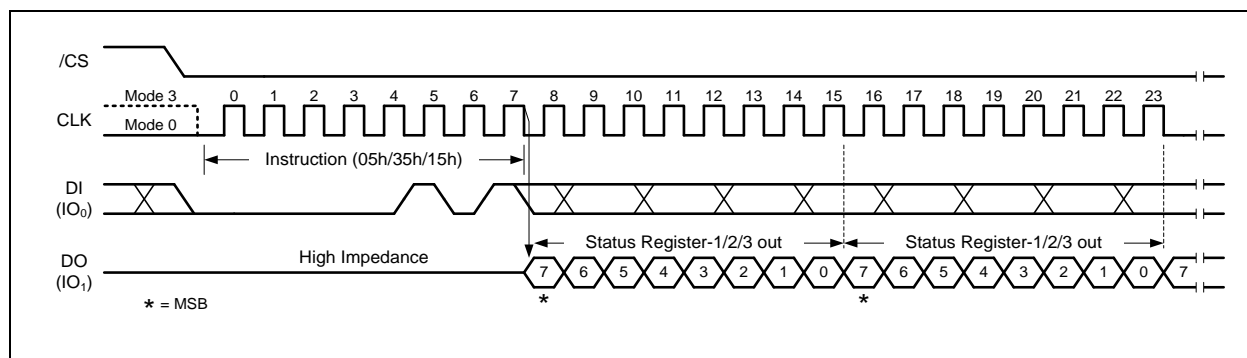 /CS
Mode 3
0 1 2 3 4 5 6 7 8 9 10 11 12 13 14 15 16 17 18 19 20 21 22 23
CLK
Mode 0
Instruction (05h/35h/15h)
DI
(IO₀)
Status Register-1/2/3 out Status Register-1/2/3 out
High Impedance
DO
(IO₁)
7 6 5 4 3 2 1 0 7 6 5 4 3 2 1 0 7
* *
* = MSB